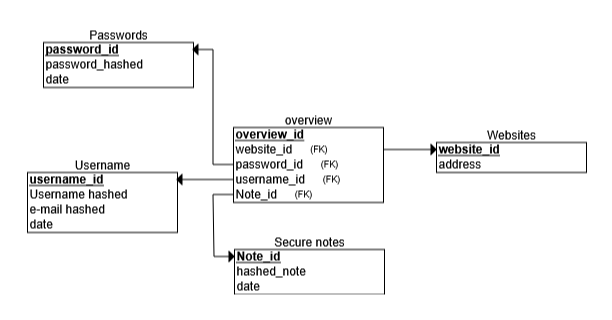 Passwords
password_id
password_hashed
date
overview
overview_id
website_id (FK)
password_id (FK)
username_id (FK)
Note_id (FK)
Websites
website_id
address
Username
username_id
Username hashed
e-mail hashed
date
Secure notes
Note_id
hashed_note
date